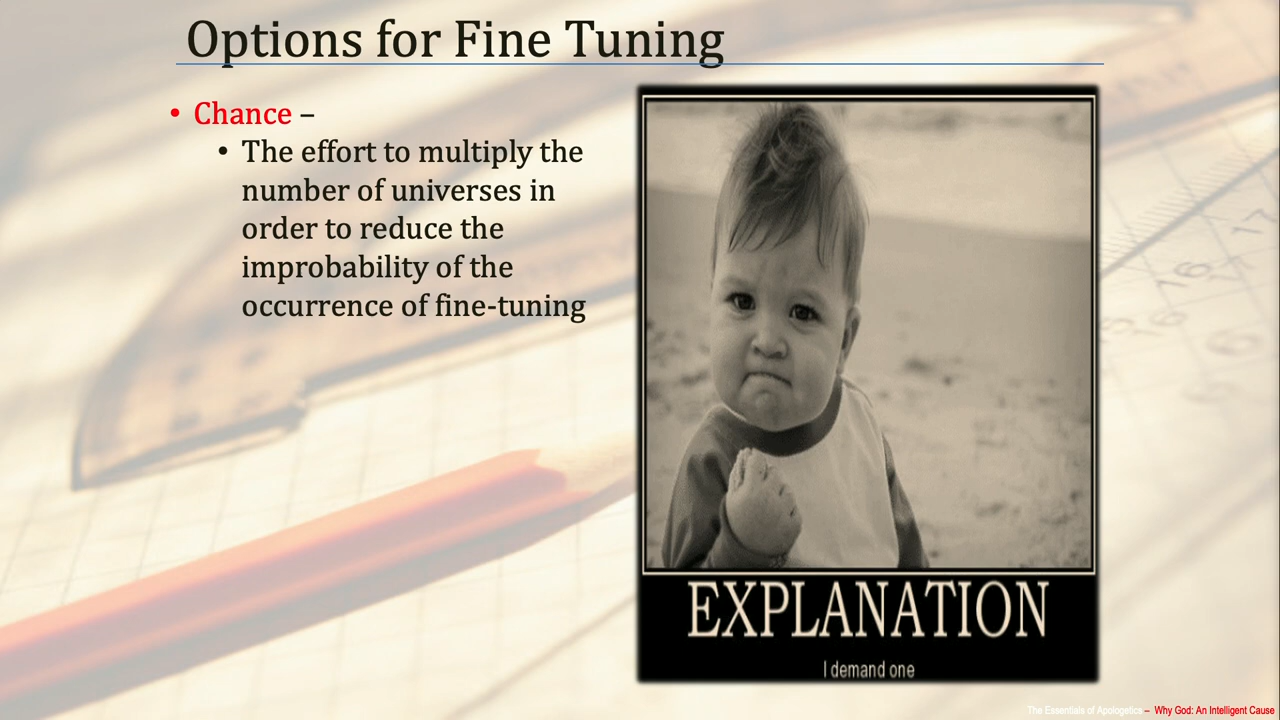 Options for Fine Tuning
• Chance –
• The effort to multiply the
number of universes in
order to reduce the
improbability of the
occurrence of fine-tuning
EXPLANATION
I demand one
The Essentials of Apologetics – Why God: An Intelligent Cause